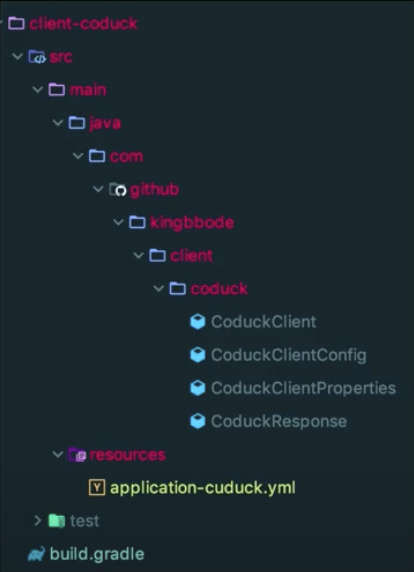 client-coduck
src
main
java
com
github
kingbbode
client
coduck
CoduckClient
CoduckClientConfig
CoduckClientProperties
CoduckResponse
resources
application-cuduck.yml
test
build.gradle